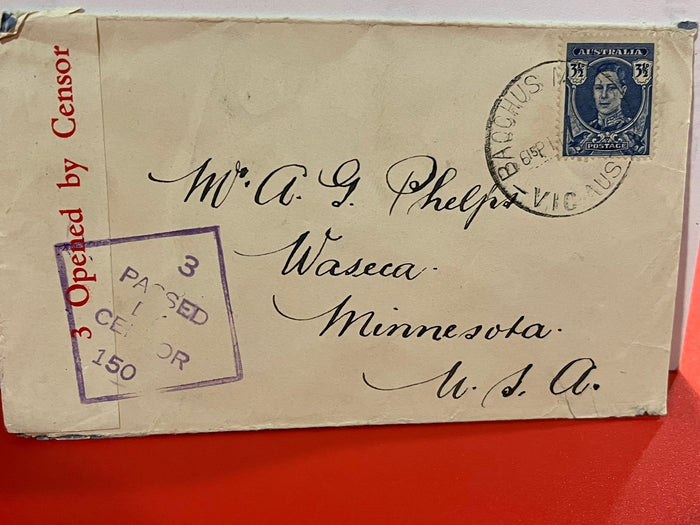 3 Opened by Censor
AUSTRALIA
3½ 3½
POSTAGE
BACCHUS
VIC AUS
Mr. A. G. Phelps
Waseca.
Minnesota.
U. S. A.
3
PASSED
CENSOR
150